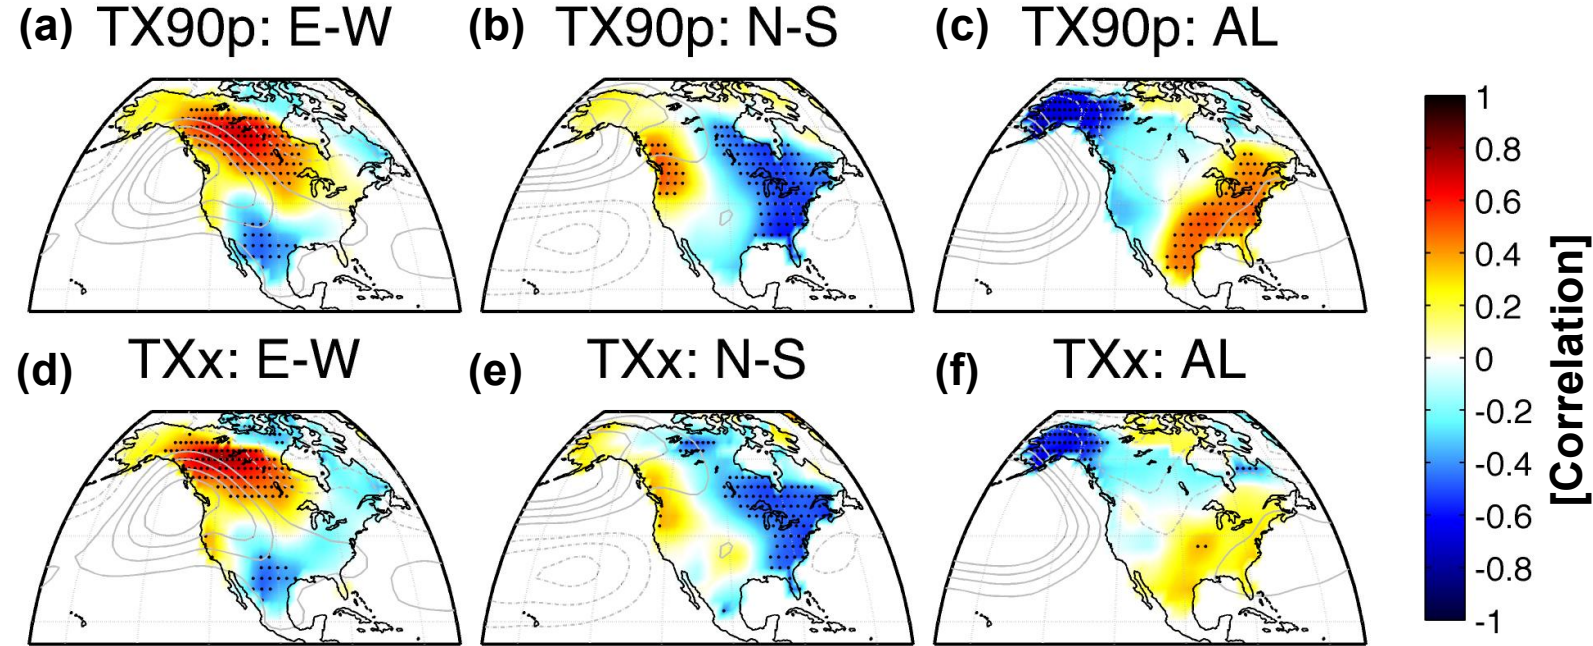 (a) TX90p: E-W
(b) TX90p: N-S
(c) TX90p: AL
(d) TXx: E-W
(e) TXx: N-S
(f) TXx: AL
1
0.8
0.6
0.4
0.2
0
-0.2
-0.4
-0.6
-0.8
-1
[Correlation]